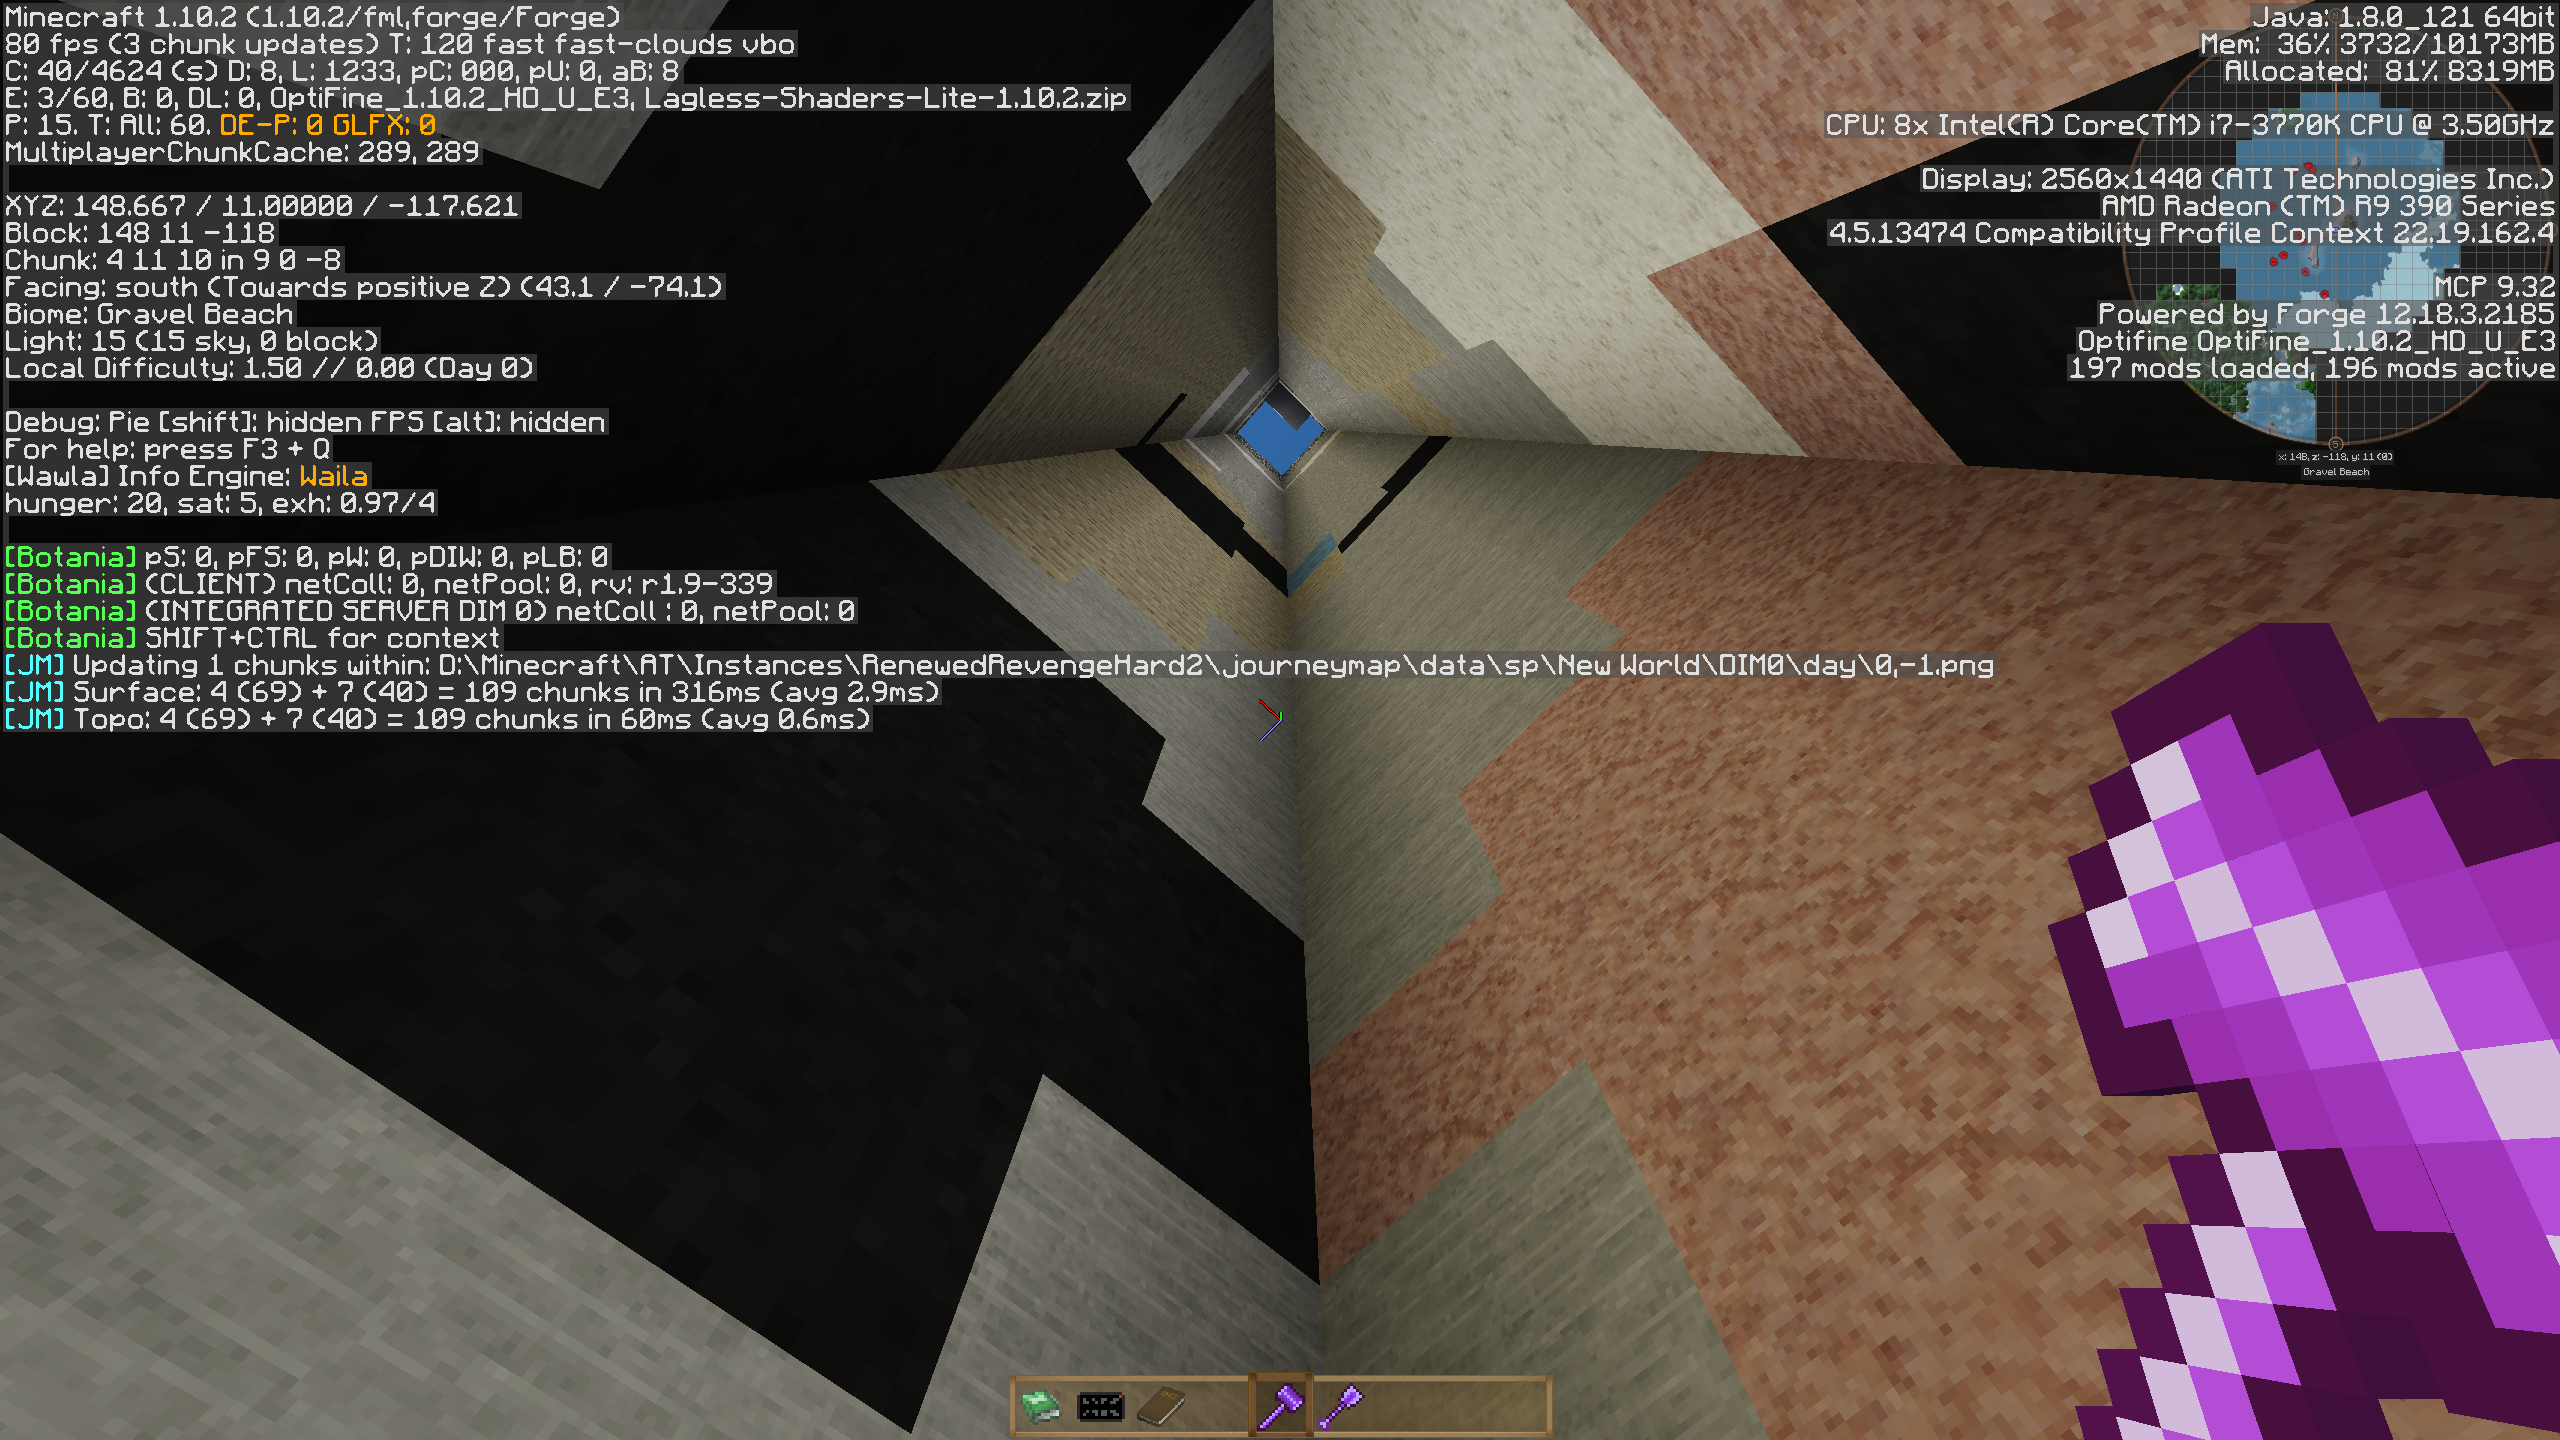 Minecraft 1.10.2 (1.10.2/fml,forge/Forge)
80 fps (3 chunk updates) T: 120 fast fast-clouds vbo
C: 40/4624 (s) D: 8, L: 1233, pC: 000, pU: 0, aB: 8
E: 3/60, B: 0, DL: 0, OptiFine_1.10.2_HD_U_E3, Lagless-Shaders-Lite-1.10.2.zip
P: 15. T: All: 60. DE-P: 0 GLFX: 0
MultiplayerChunkCache: 289, 289
XYZ: 148.667 / 11.00000 / -117.621
Block: 148 11 -118
Chunk: 4 11 10 in 9 0 -8
Facing: south (Towards positive Z) (43.1 / -74.1)
Biome: Gravel Beach
Light: 15 (15 sky, 0 block)
Local Difficulty: 1.50 // 0.00 (Day 0)
Debug: Pie [shift]: hidden FPS [alt]: hidden
For help: press F3 + Q
[Wawla] Info Engine: Waila
hunger: 20, sat: 5, exh: 0.97/4
[Botania] pS: 0, pFS: 0, pW: 0, pDIW: 0, pLB: 0
[Botania] (CLIENT) netColl: 0, netPool: 0, rv: r1.9-339
[Botania] (INTEGRATED SERVER DIM 0) netColl : 0, netPool: 0
[Botania] SHIFT+CTRL for context
[JM] Updating 1 chunks within: D:\Minecraft\AT\Instances\RenewedRevengeHard2\journeymap\data\sp\New World\DIM0\day\0,-1.png
[JM] Surface: 4 (69) + 7 (40) = 109 chunks in 316ms (avg 2.9ms)
[JM] Topo: 4 (69) + 7 (40) = 109 chunks in 60ms (avg 0.6ms)
Java: 1.8.0_121 64bit
Mem: 36% 3732/10173MB
Allocated: 81% 8319MB
CPU: 8x Intel(R) Core(TM) i7-3770K CPU @ 3.50GHz
Display: 2560x1440 (ATI Technologies Inc.)
AMD Radeon (TM) R9 390 Series
4.5.13474 Compatibility Profile Context 22.19.162.4
MCP 9.32
Powered by Forge 12.18.3.2185
Optifine OptiFine_1.10.2_HD_U_E3
197 mods loaded, 196 mods active
S
x: 148, z: -118, y: 11 (0)
Gravel Beach